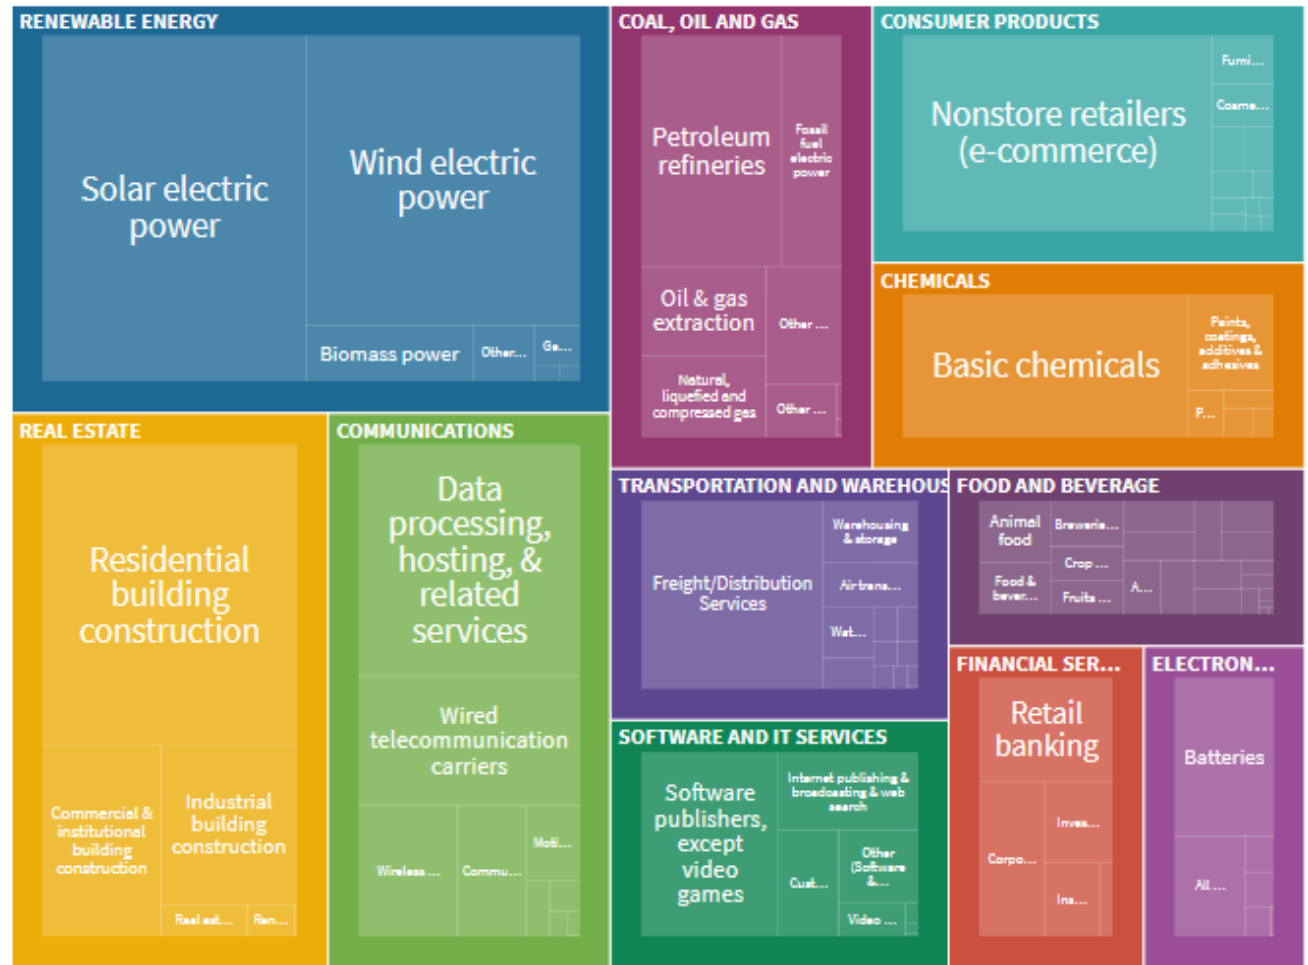 RENEWABLE ENERGY
Solar electric
power
Wind electric
power
Biomass power
Other...
Ge...
COAL, OIL AND GAS
Petroleum
refineries
Fossil
fuel
electric
power
Oil & gas
extraction
Other ...
Natural,
liquefied and
compressed gas
Other ...
CONSUMER PRODUCTS
Nonstore retailers
(e-commerce)
Furni...
Cosme...
CHEMICALS
Basic chemicals
Paints,
coatings,
additives &
adhesives
P...
REAL ESTATE
Residential
building
construction
Commercial &
institutional
building
construction
Industrial
building
construction
Real est...
Ren...
COMMUNICATIONS
Data
processing,
hosting, &
related
services
Wired
telecommunication
carriers
Wireless ...
Commu...
Moti...
TRANSPORTATION AND WAREHOUS
Freight/Distribution
Services
Warehousing
& storage
Air trans...
Wat...
FOOD AND BEVERAGE
Animal
food
Brewerie...
Crop ...
Food &
bever...
Fruits ...
A...
SOFTWARE AND IT SERVICES
Software
publishers,
except
video
games
Internet publishing &
broadcasting & web
search
Cust...
Other
(Software
&...
Video ...
FINANCIAL SER...
Retail
banking
Corpo...
Inves...
Ins...
ELECTRON...
Batteries
All ...